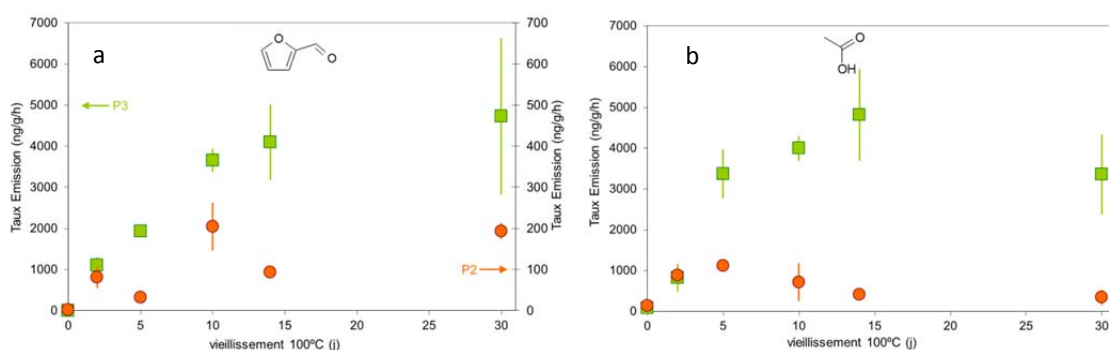 a
Taux Emission (ng/g/h)
7000
6000
5000
4000
3000
2000
1000
0
P3
P2
O
O
700
600
500
400
300
200
100
0
Taux Emission (ng/g/h)
0 5 10 15 20 25 30
vieillissement 100ºC (j)
b
Taux Emission (ng/g/h)
7000
6000
5000
4000
3000
2000
1000
0
O
OH
0 5 10 15 20 25 30
vieillissement 100ºC (j)